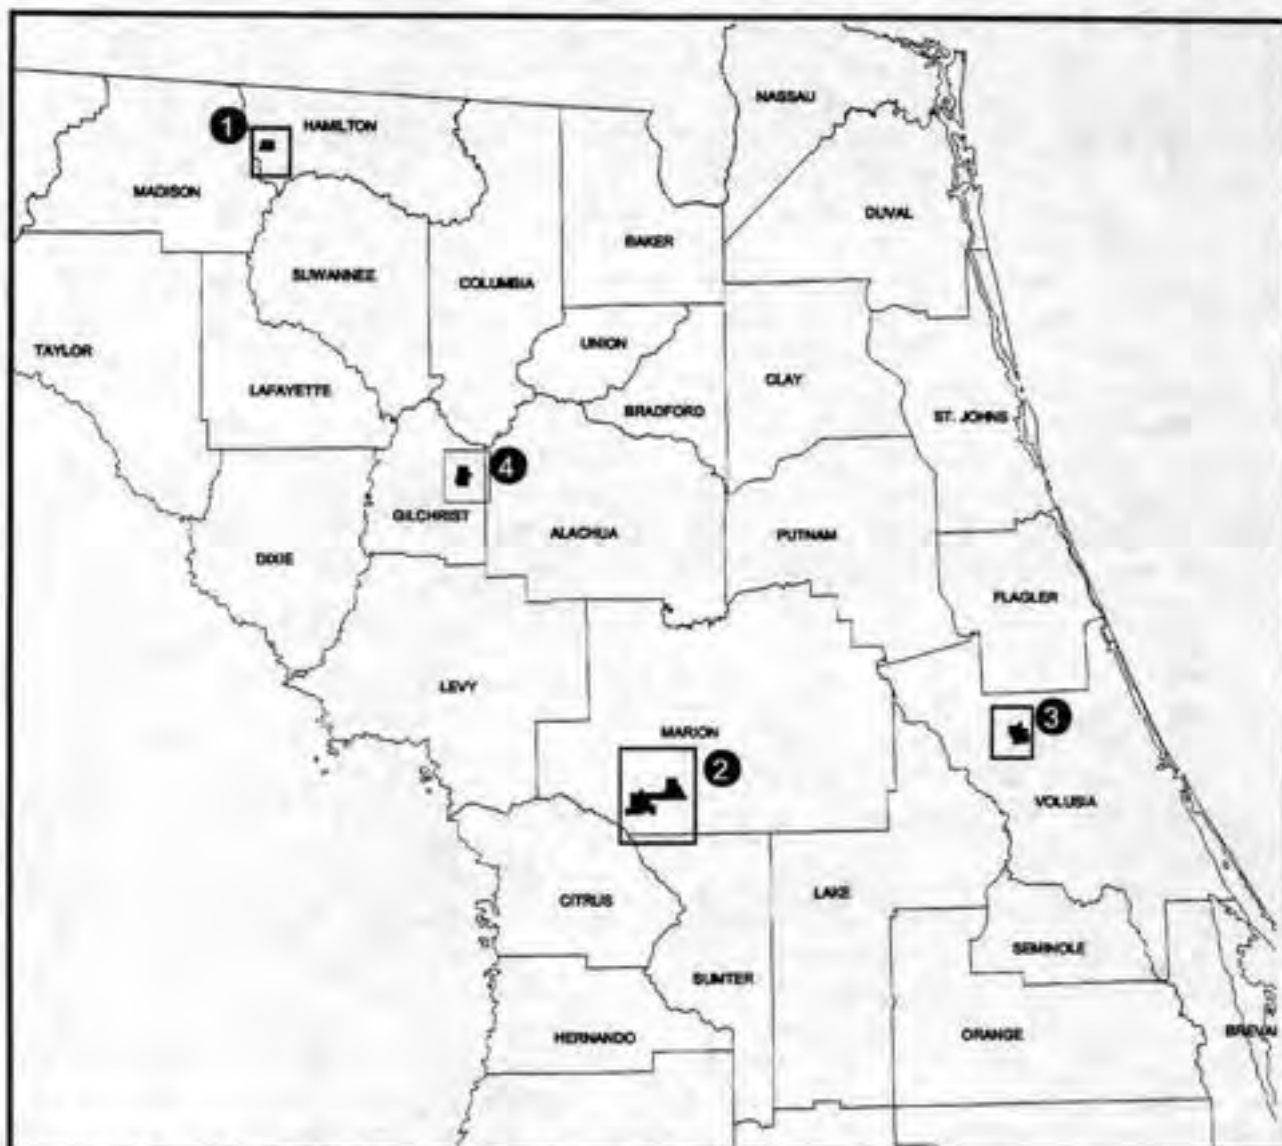 NASSAU
1
HAMILTON
MADISON
DUVAL
BAKER
SUWANNEE
COLUMBIA
UNION
TAYLOR
CLAY
LAFAYETTE
BRADFORD
ST. JOHNS
4
GILCHRIST
ALACHUA
PUTNAM
DIXIE
FLAGLER
LEVY
3
MARION
2
VOLUSIA
CITRUS
LAKE
SEMINOLE
SUMTER
HERNANDO
ORANGE
BREVA